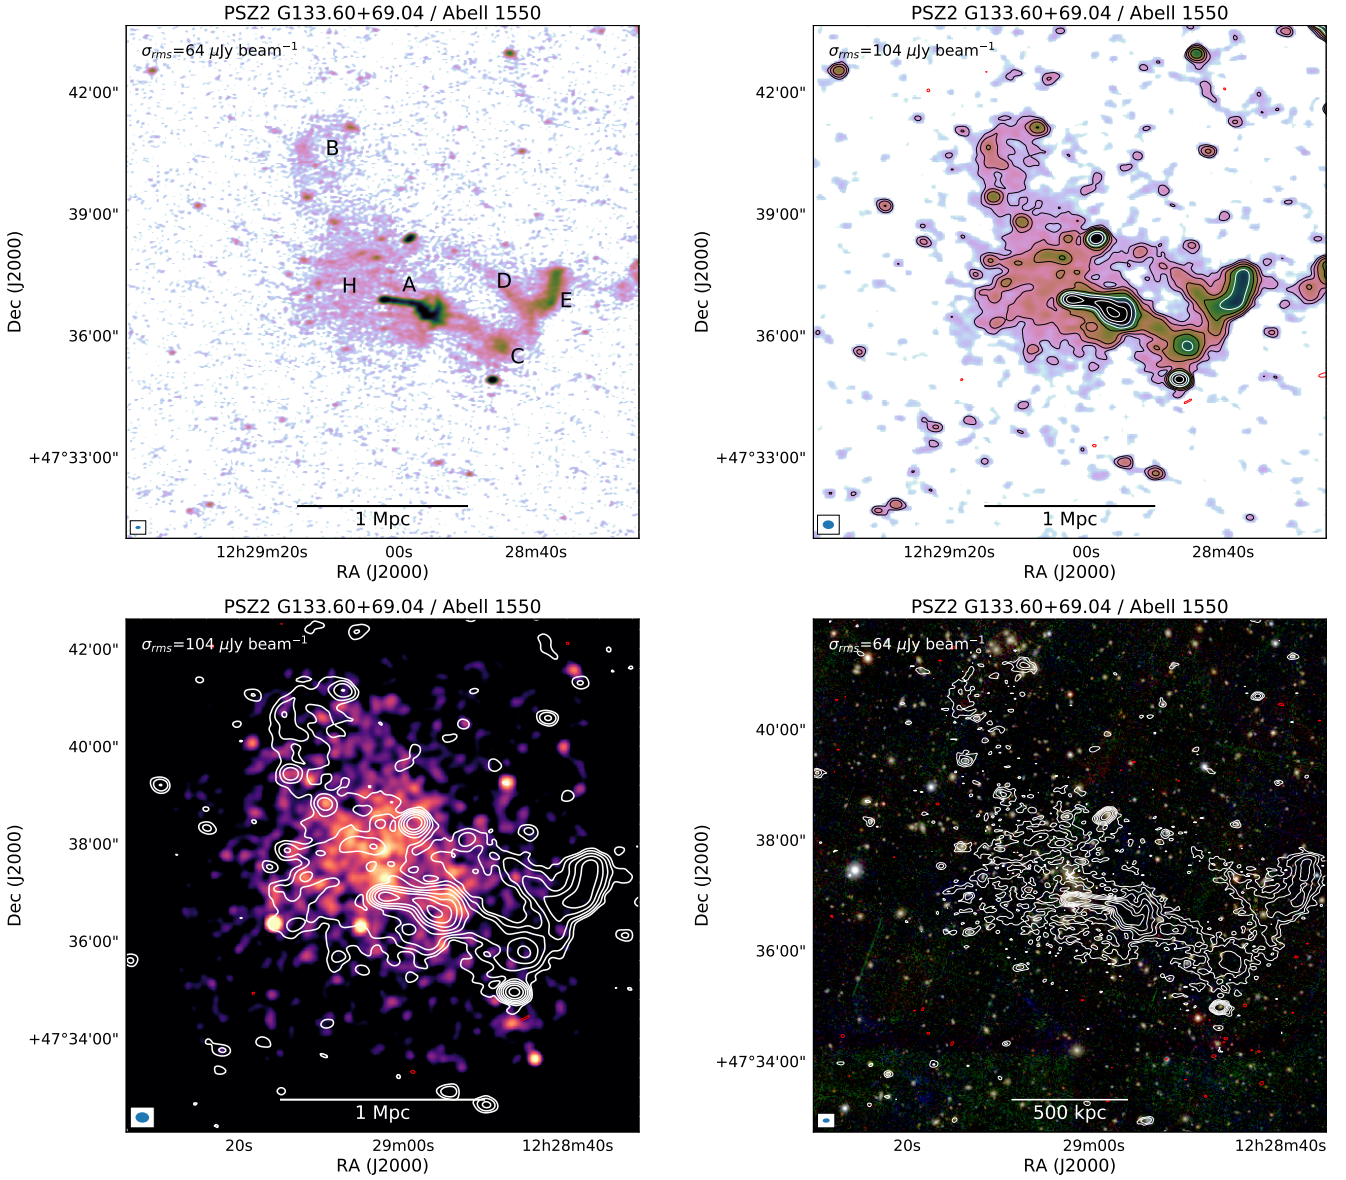 PSZ2 G133.60+69.04 / Abell 1550
σrms=64 μJy beam⁻¹
42'00"
39'00"
36'00"
+47°33'00"
Dec (J2000)
B
H
A
D
E
C
1 Mpc
12h29m20s
00s
28m40s
RA (J2000)
PSZ2 G133.60+69.04 / Abell 1550
σrms=104 μJy beam⁻¹
42'00"
39'00"
36'00"
+47°33'00"
Dec (J2000)
1 Mpc
12h29m20s
00s
28m40s
RA (J2000)
PSZ2 G133.60+69.04 / Abell 1550
σrms=104 μJy beam⁻¹
42'00"
40'00"
38'00"
36'00"
+47°34'00"
Dec (J2000)
1 Mpc
20s
29m00s
12h28m40s
RA (J2000)
PSZ2 G133.60+69.04 / Abell 1550
σrms=64 μJy beam⁻¹
40'00"
38'00"
36'00"
+47°34'00"
Dec (J2000)
500 kpc
20s
29m00s
12h28m40s
RA (J2000)